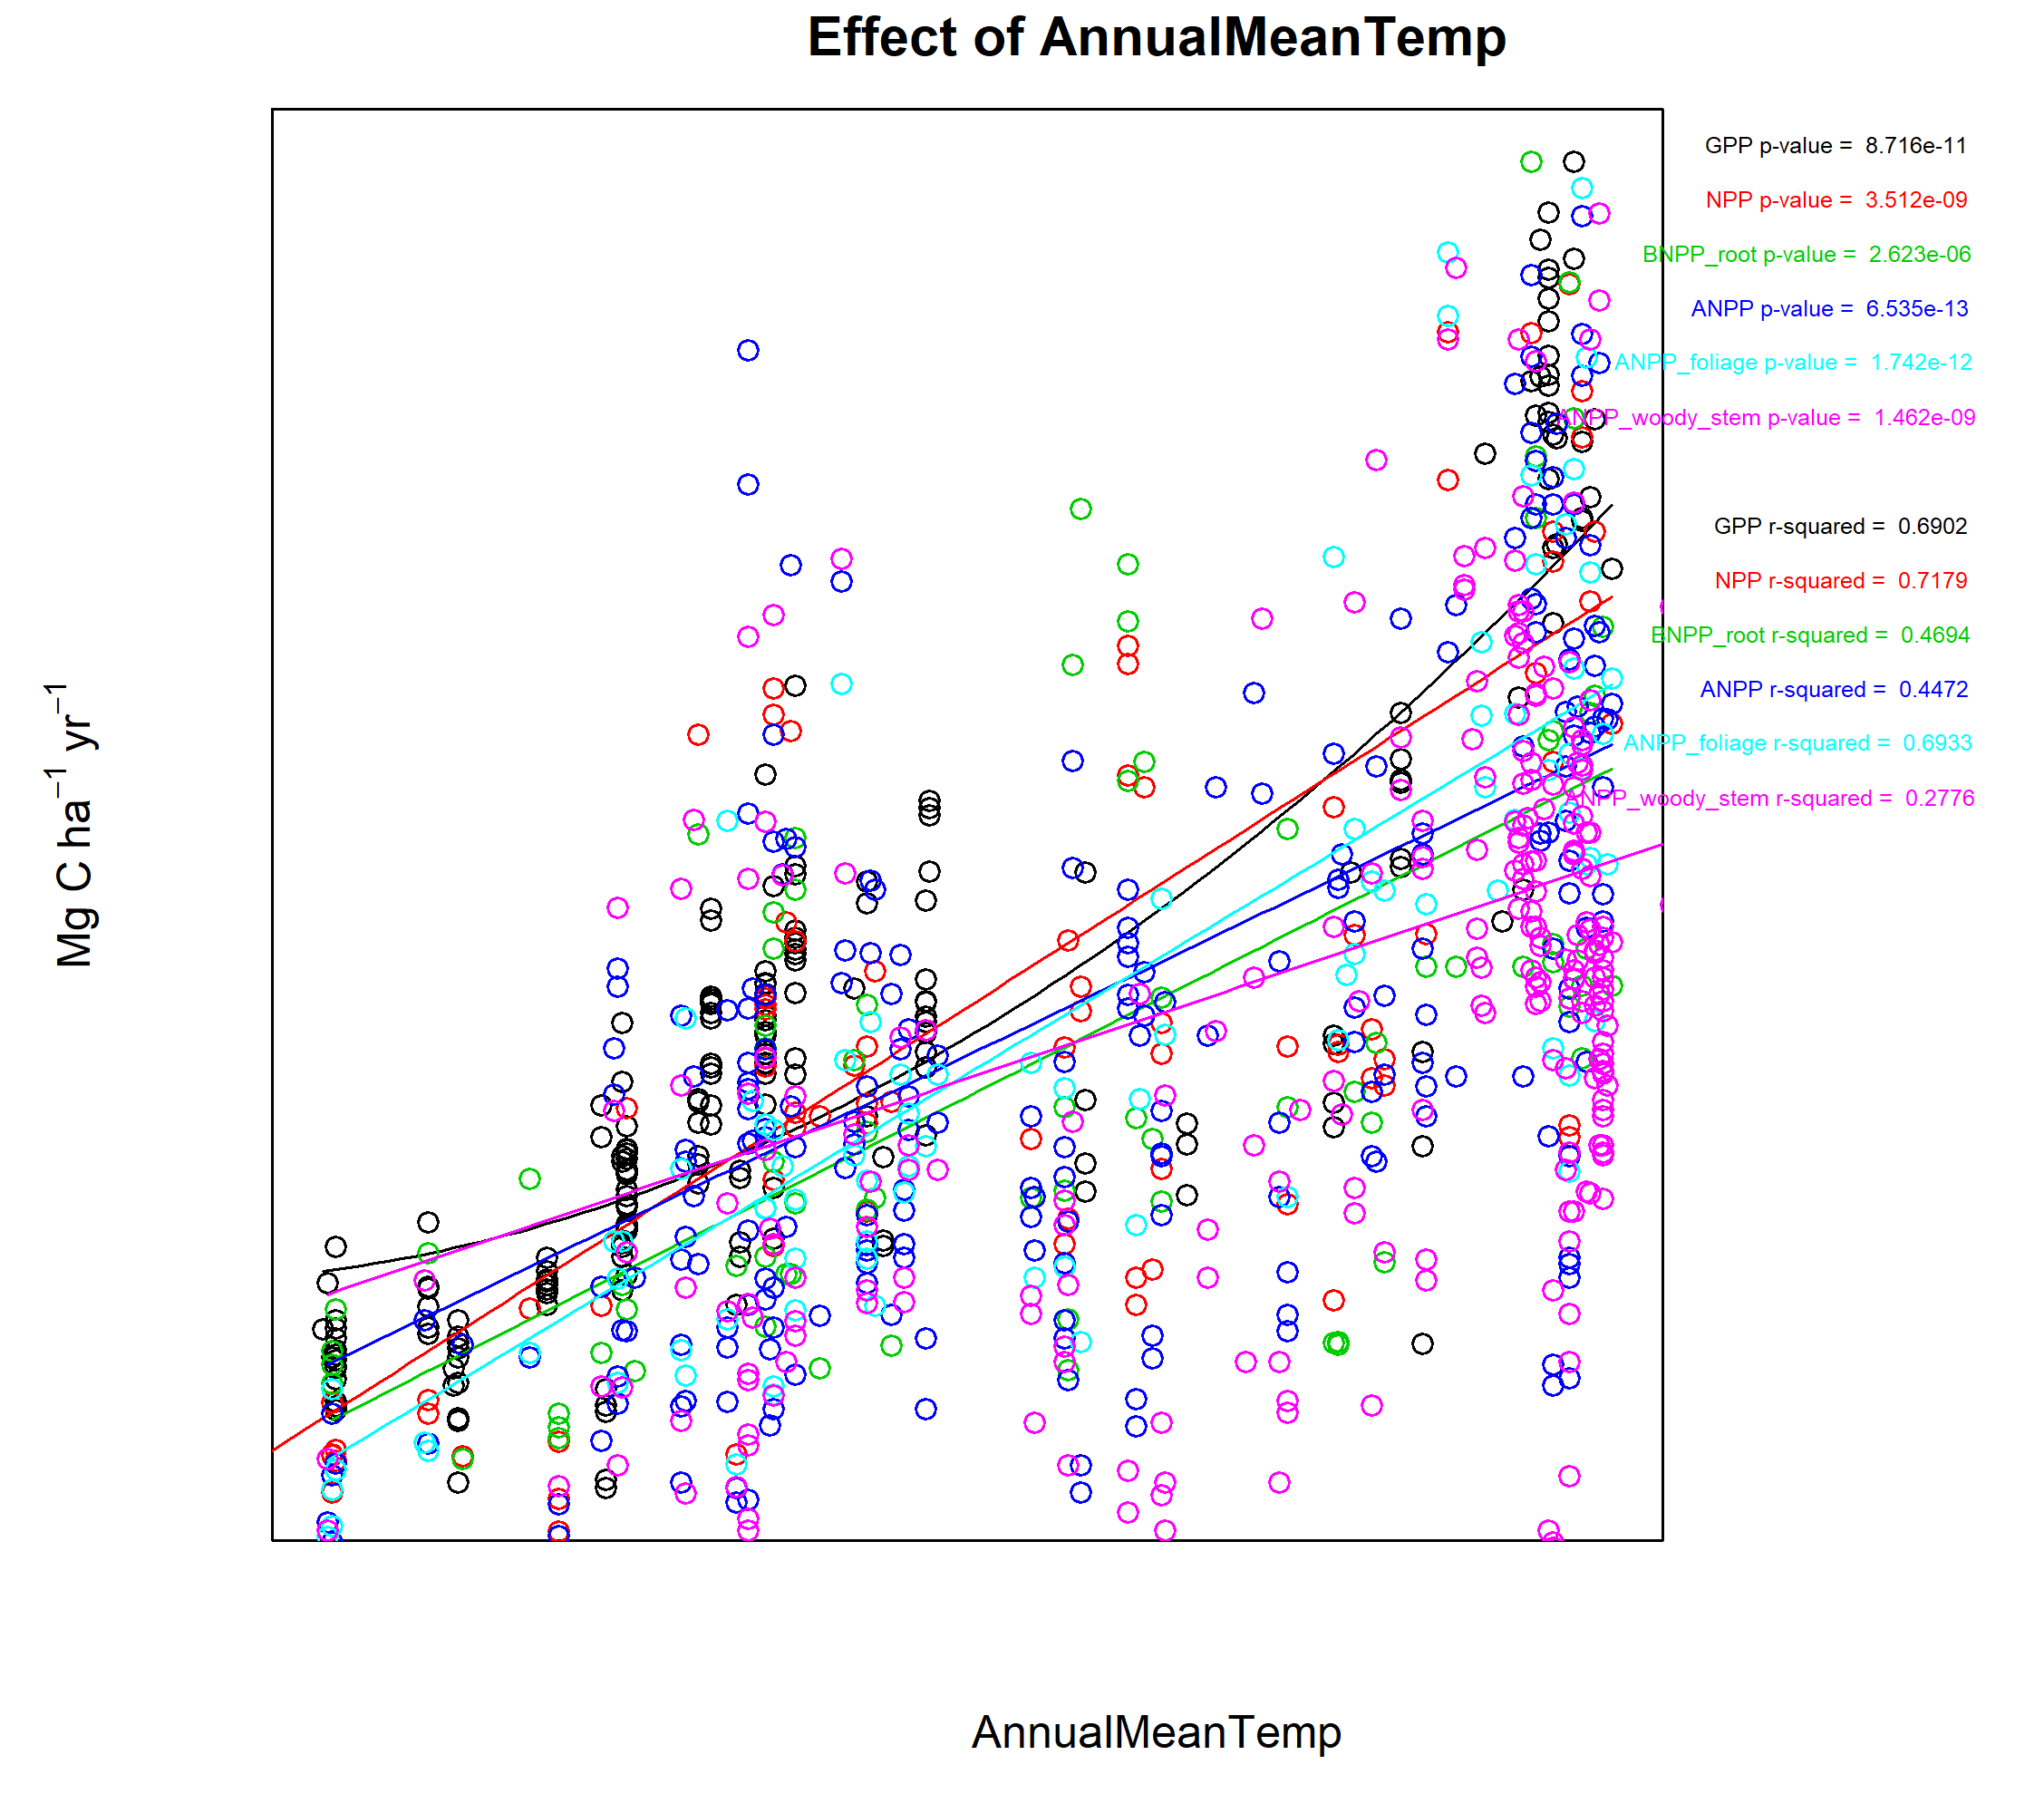 Effect of AnnualMeanTemp
GPP p-value = 8.716e-11
NPP p-value = 3.512e-09
BNPP_root p-value = 2.623e-06
ANPP p-value = 6.535e-13
ANPP_foliage p-value = 1.742e-12
ANPP_woody_stem p-value = 1.462e-09
GPP r-squared = 0.6902
NPP r-squared = 0.7179
BNPP_root r-squared = 0.4694
ANPP r-squared = 0.4472
ANPP_foliage r-squared = 0.6933
ANPP_woody_stem r-squared = 0.2776
Mg C ha⁻¹ yr⁻¹
AnnualMeanTemp